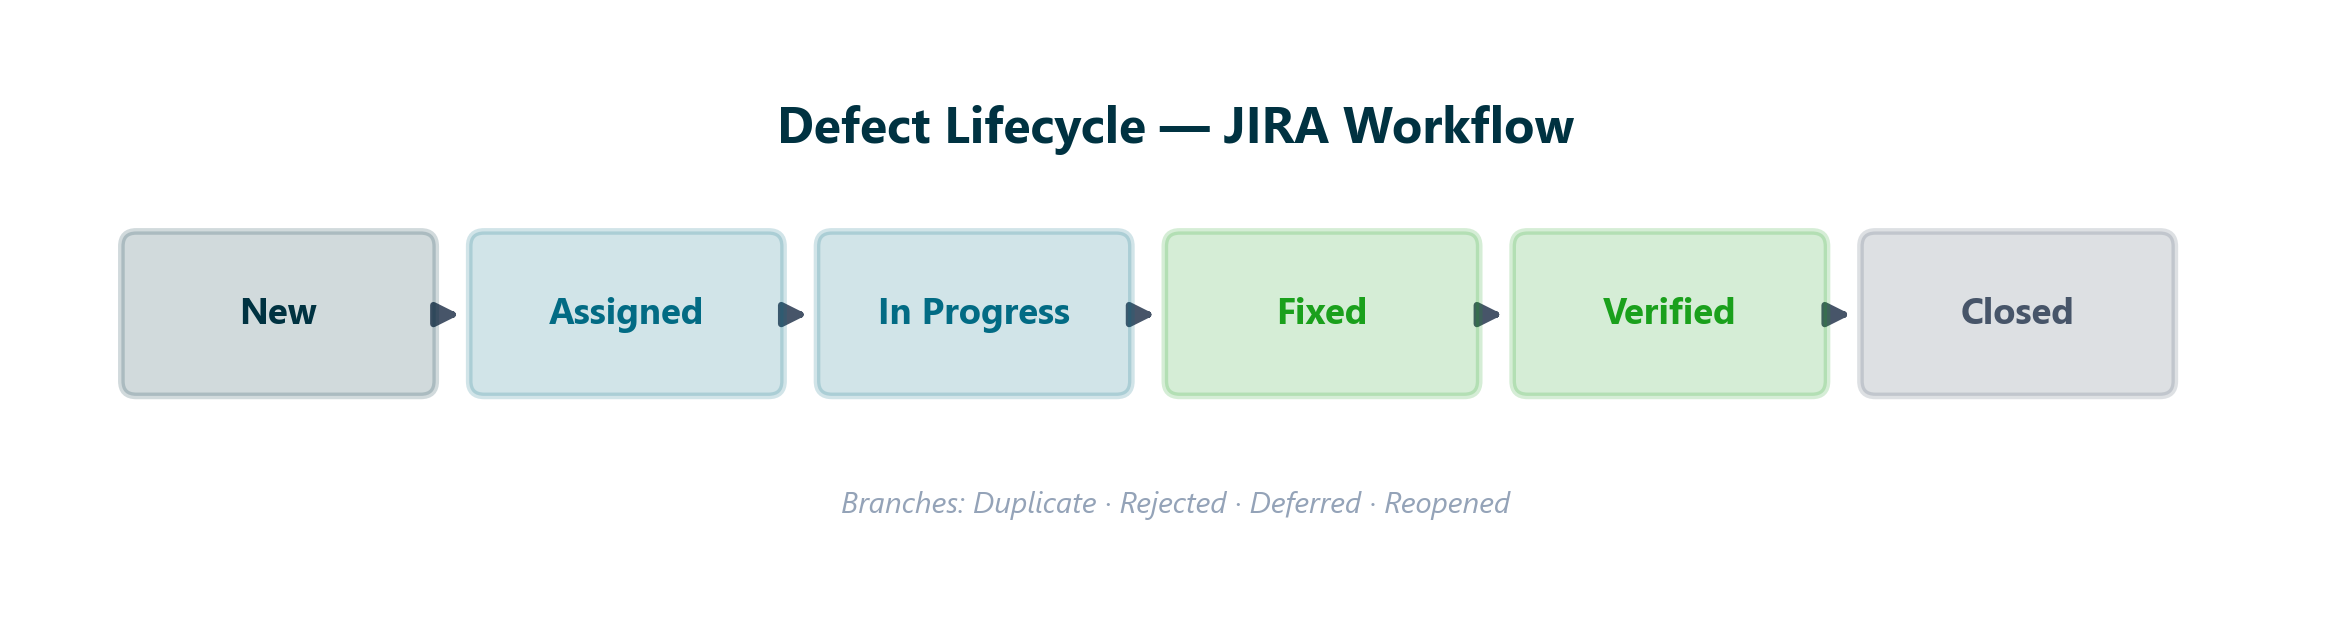 Defect Lifecycle — JIRA Workflow
New
Assigned
In Progress
Fixed
Verified
Closed
Branches: Duplicate · Rejected · Deferred · Reopened